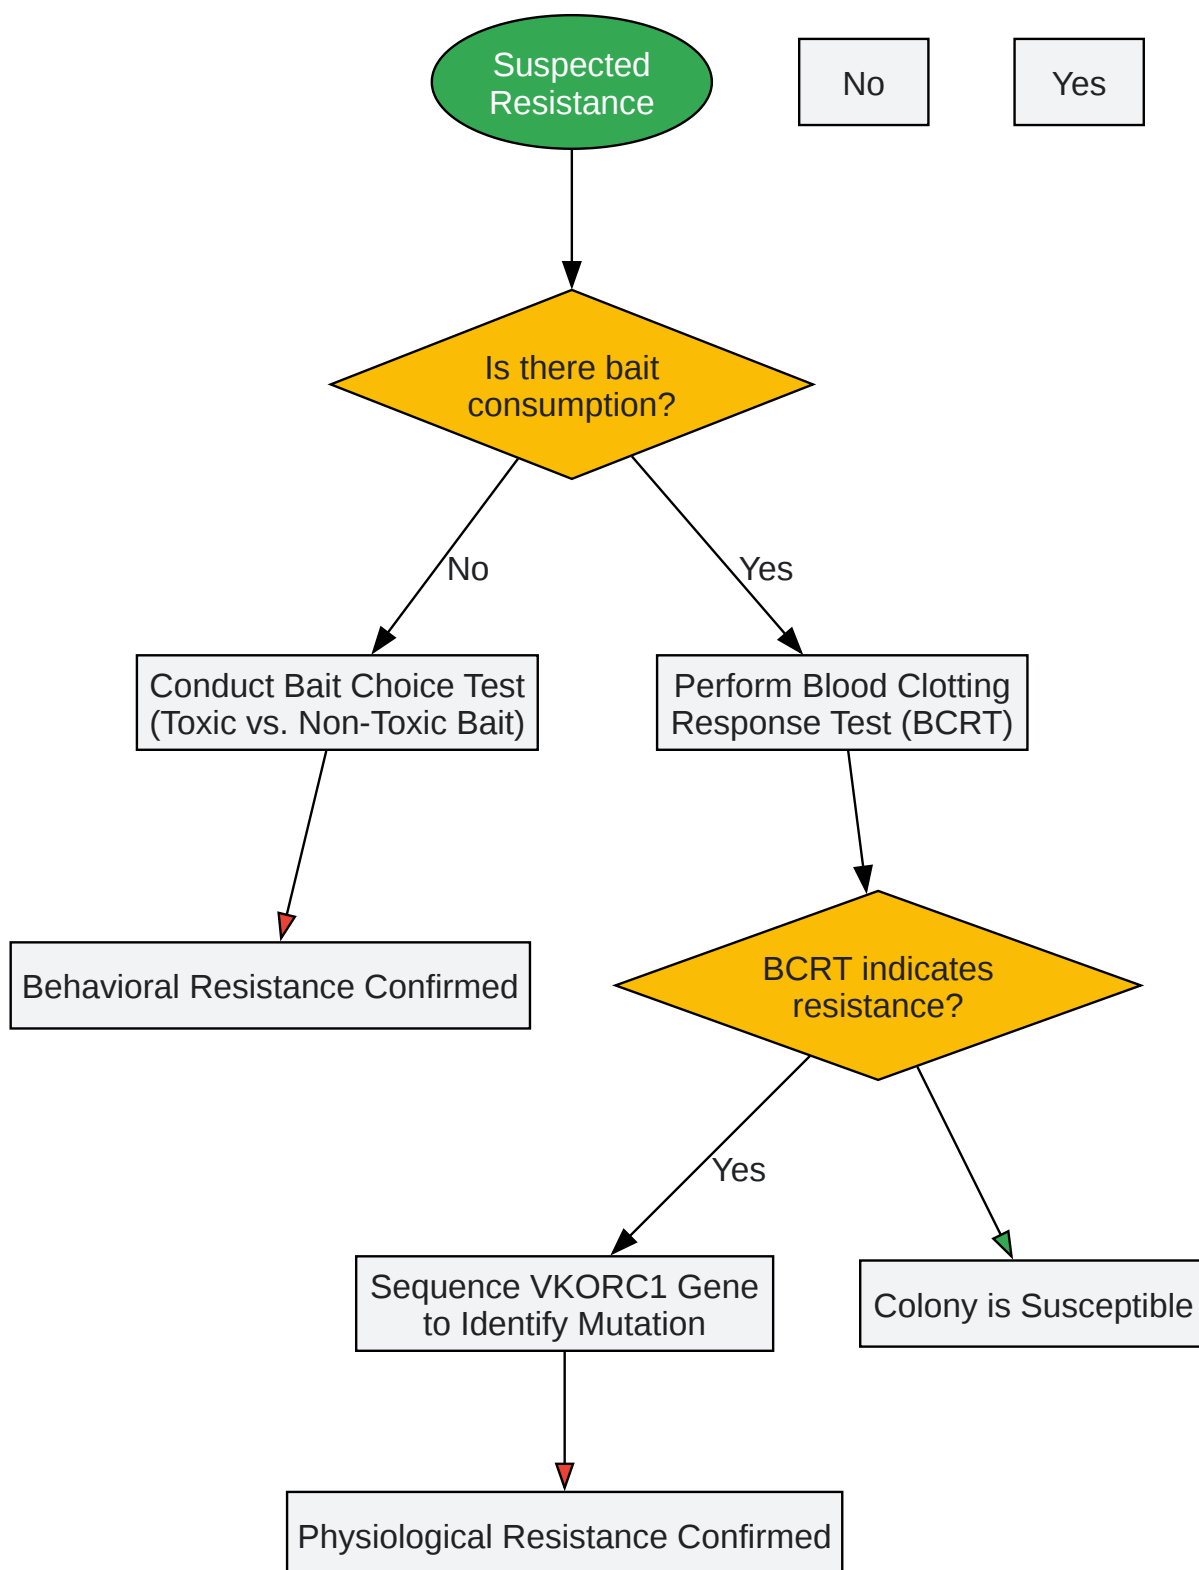 Suspected
Resistance
No
Yes
Is there bait
consumption?
No
Yes
Conduct Bait Choice Test
(Toxic vs. Non-Toxic Bait)
Perform Blood Clotting
Response Test (BCRT)
Behavioral Resistance Confirmed
BCRT indicates
resistance?
Yes
Sequence VKORC1 Gene
to Identify Mutation
Colony is Susceptible
Physiological Resistance Confirmed